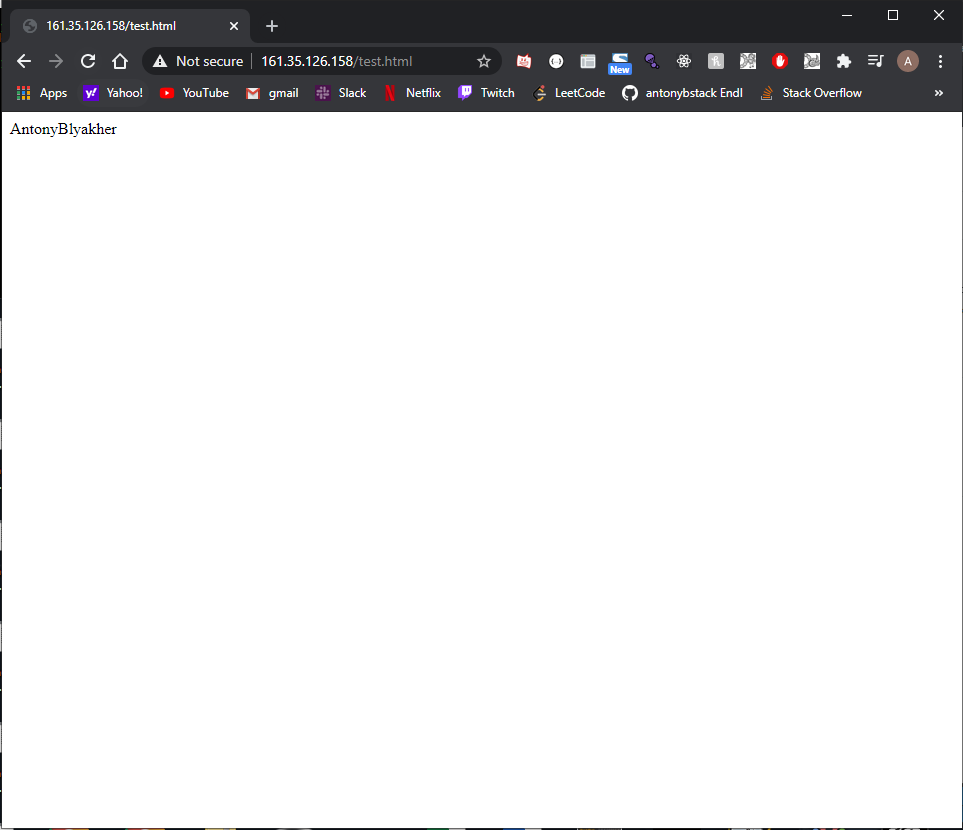 161.35.126.158/test.html
Not secure 161.35.126.158/test.html
New
A
Apps Yahoo! YouTube gmail Slack Netflix Twitch LeetCode antonybstack Endl Stack Overflow »
AntonyBlyakher